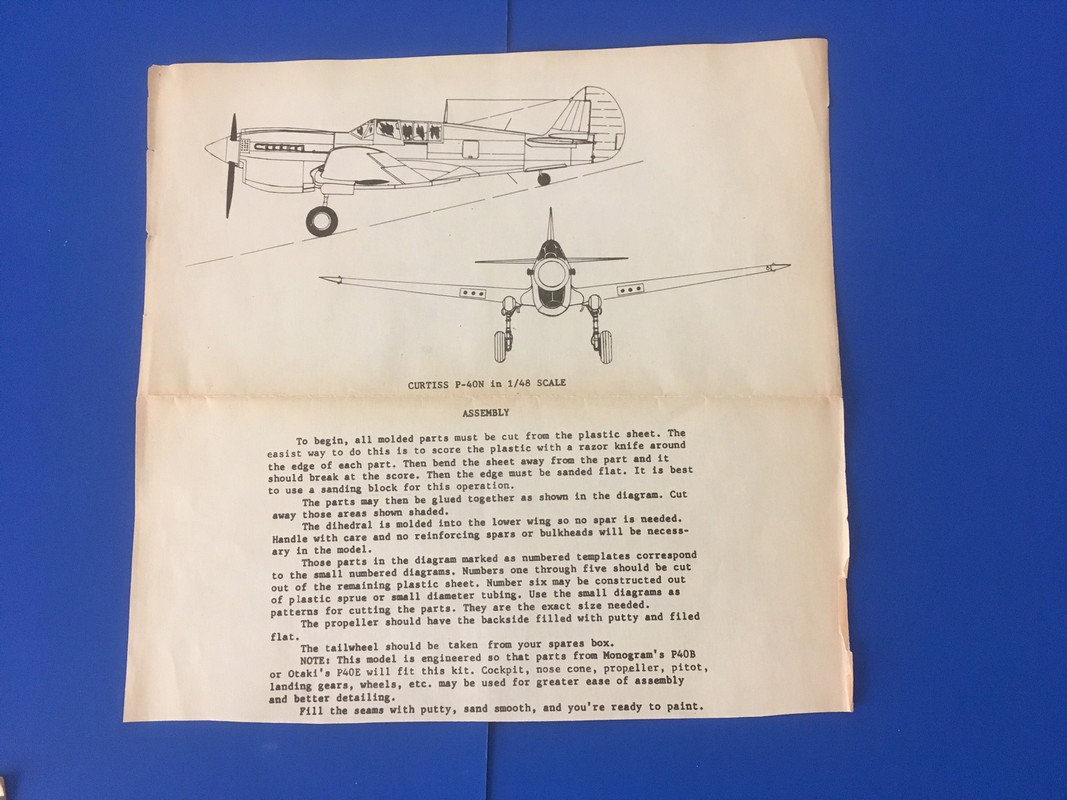 CURTISS P-40N in 1/48 SCALE
ASSEMBLY
To begin, all molded parts must be cut from the plastic sheet. The
easist way to do this is to score the plastic with a razor knife around
the edge of each part. Then bend the sheet away from the part and it
should break at the score. Then the edge must be sanded flat. It is best
to use a sanding block for this operation.
The parts may then be glued together as shown in the diagram. Cut
away those areas shown shaded.
The dihedral is molded into the lower wing so no spar is needed.
Handle with care and no reinforcing spars or bulkheads will be necess-
ary in the model.
Those parts in the diagram marked as numbered templates correspond
to the small numbered diagrams. Numbers one through five should be cut
out of the remaining plastic sheet. Number six may be constructed out
of plastic sprue or small diameter tubing. Use the small diagrams as
patterns for cutting the parts. They are the exact size needed.
The propeller should have the backside filled with putty and filed
flat.
The tailwheel should be taken from your spares box.
NOTE: This model is engineered so that parts from Monogram's P40B
or Otaki's P40E will fit this kit. Cockpit, nose cone, propeller, pitot,
landing gears, wheels, etc. may be used for greater ease of assembly
and better detailing.
Fill the seams with putty, sand smooth, and you're ready to paint.